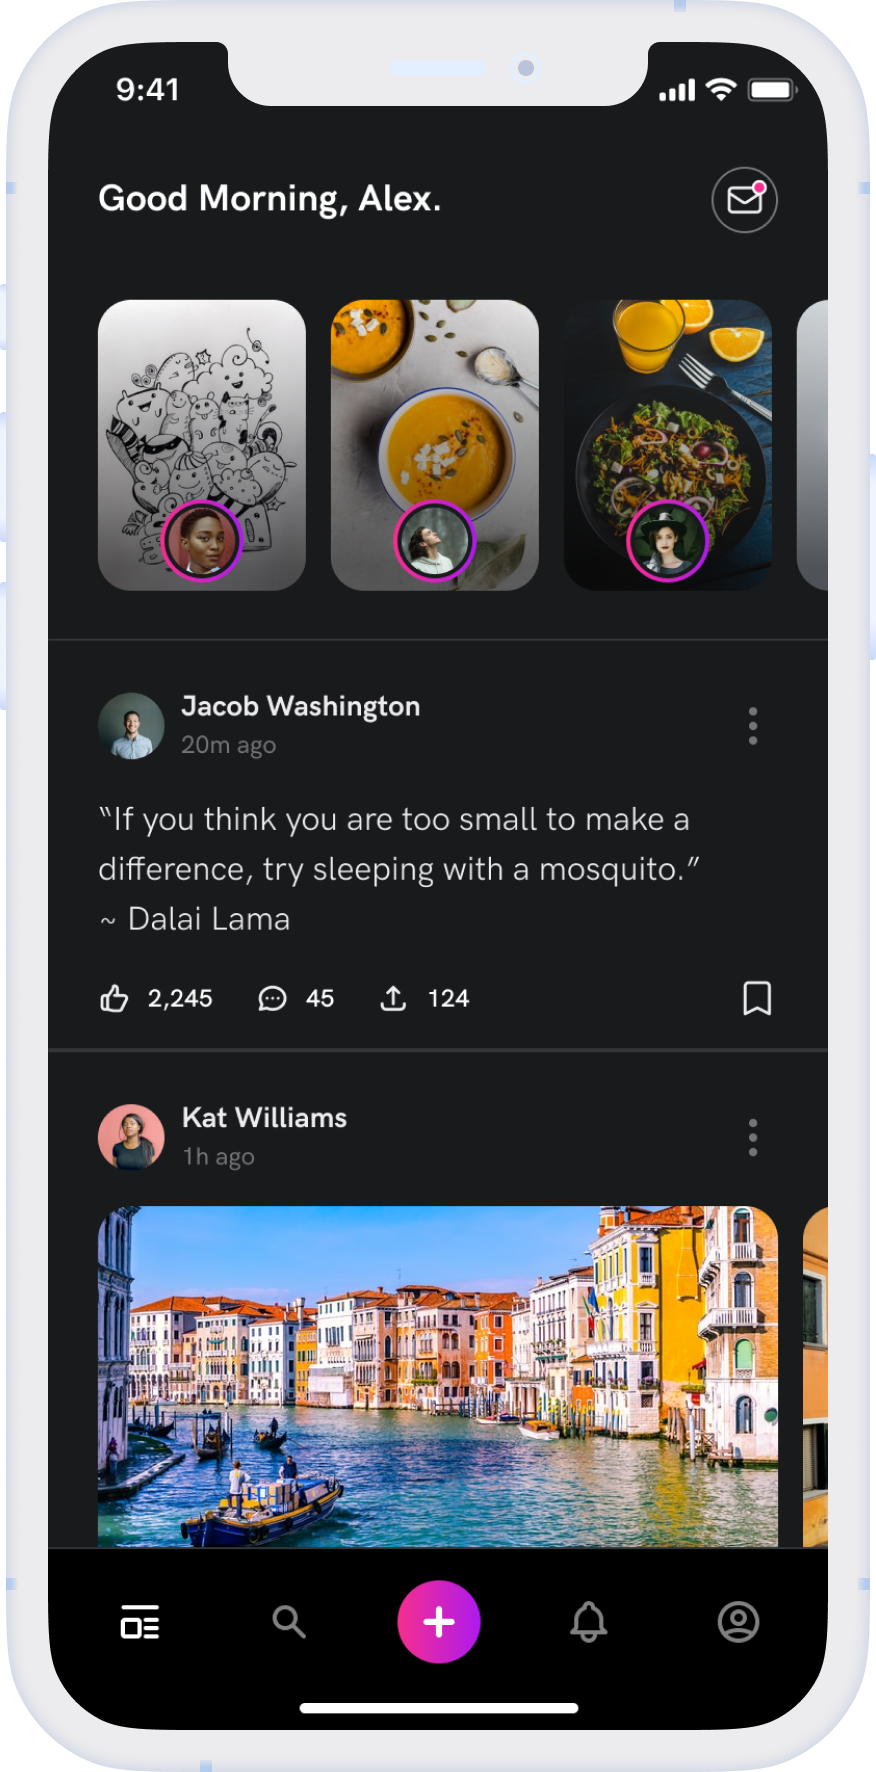 9:41
Good Morning, Alex.
Jacob Washington
20m ago
“If you think you are too small to make a
difference, try sleeping with a mosquito.”
~ Dalai Lama
2,245 45 124
Kat Williams
1h ago